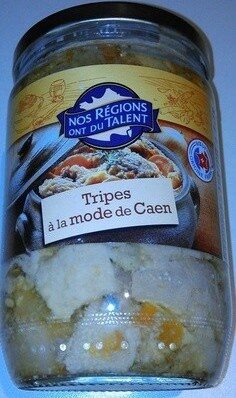 NOS RÉGIONS
ONT DU TALENT
Tripes
à la mode de Caen